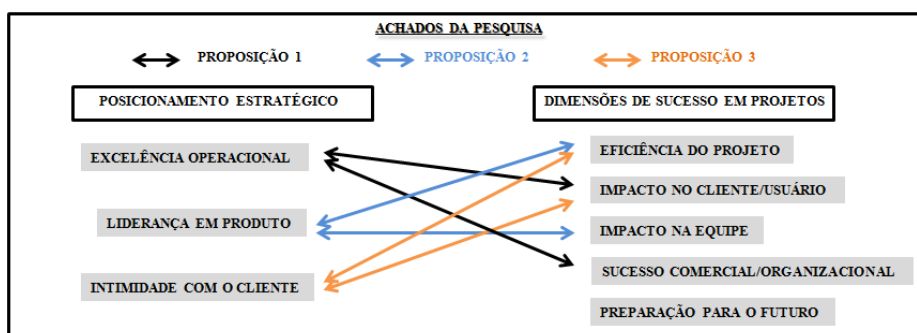 ACHADOS DA PESQUISA
PROPOSIÇÃO 1 PROPOSIÇÃO 2 PROPOSIÇÃO 3
POSICIONAMENTO ESTRATÉGICO
DIMENSÕES DE SUCESSO EM PROJETOS
EXCELÊNCIA OPERACIONAL
LIDERANÇA EM PRODUTO
INTIMIDADE COM O CLIENTE
EFICIÊNCIA DO PROJETO
IMPACTO NO CLIENTE/USUÁRIO
IMPACTO NA EQUIPE
SUCESSO COMERCIAL/ORGANIZACIONAL
PREPARAÇÃO PARA O FUTURO